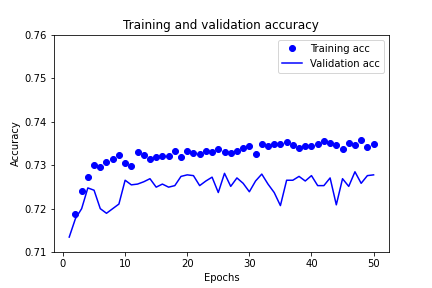 Training and validation accuracy
0.76
0.75
0.74
0.73
0.72
0.71
Accuracy
Training acc
Validation acc
0 10 20 30 40 50
Epochs